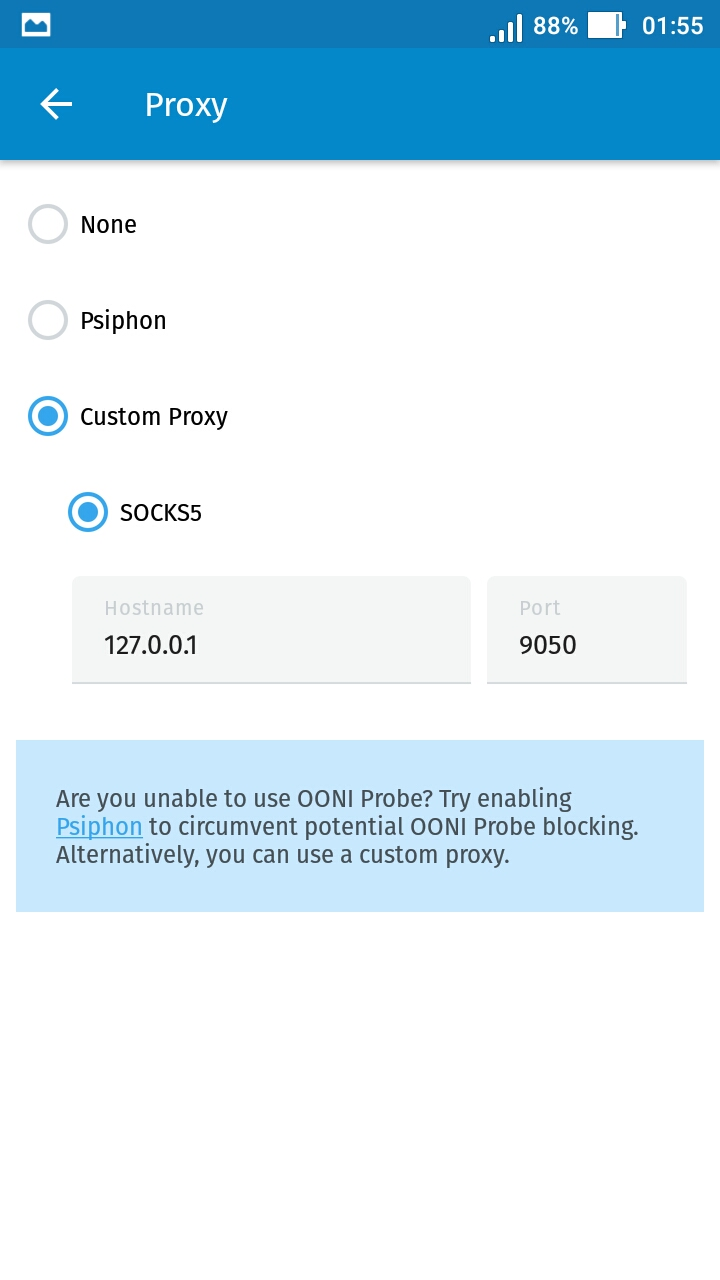 88% 01:55
Proxy
None
Psiphon
Custom Proxy
SOCKS5
Hostname Port
127.0.0.1 9050
Are you unable to use OONI Probe? Try enabling
Psiphon to circumvent potential OONI Probe blocking.
Alternatively, you can use a custom proxy.